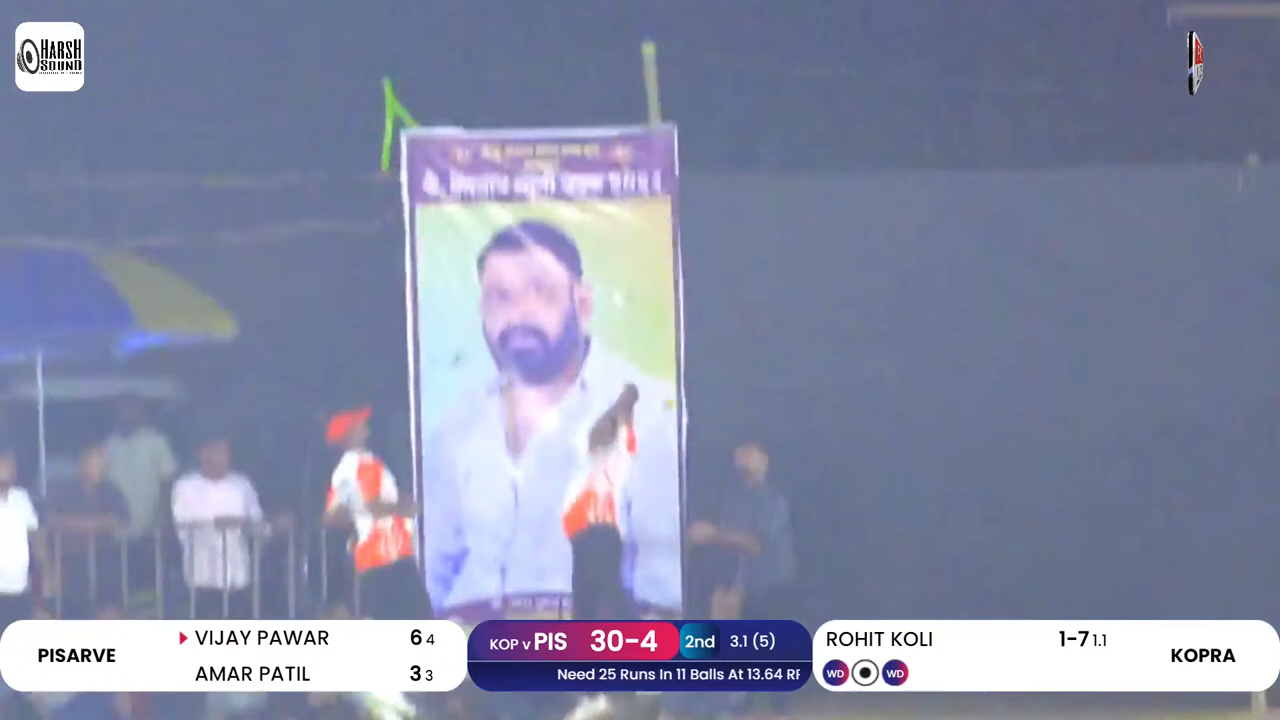 HARSH
SOUND
PISARVE
VIJAY PAWAR 6 4
AMAR PATIL 3 3
KOP v PIS 30-4 2nd 3.1 (5)
Need 25 Runs In 11 Balls At 13.64 RR
ROHIT KOLI 1-7 1.1
WD WD
KOPRA